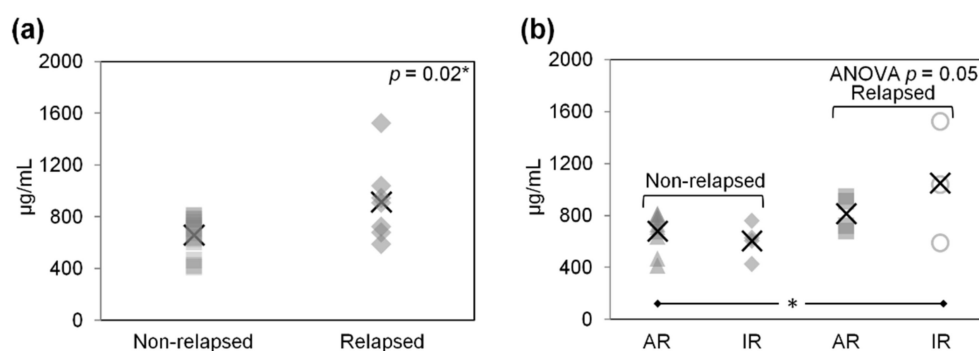 (a)
2000
1600
1200
800
400
0
µg/mL
p = 0.02*
Non-relapsed
Relapsed
(b)
2000
1600
1200
800
400
0
µg/mL
ANOVA p = 0.05
Relapsed
Non-relapsed
*
AR
IR
AR
IR